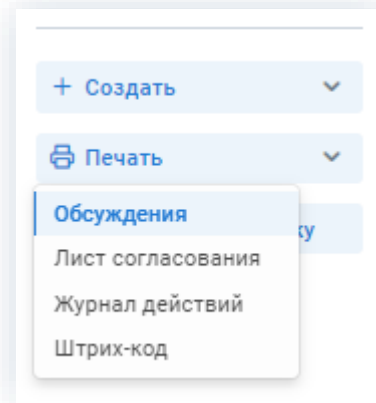 + Создать
Печать
Обсуждения
Лист согласования
Журнал действий
Штрих-код